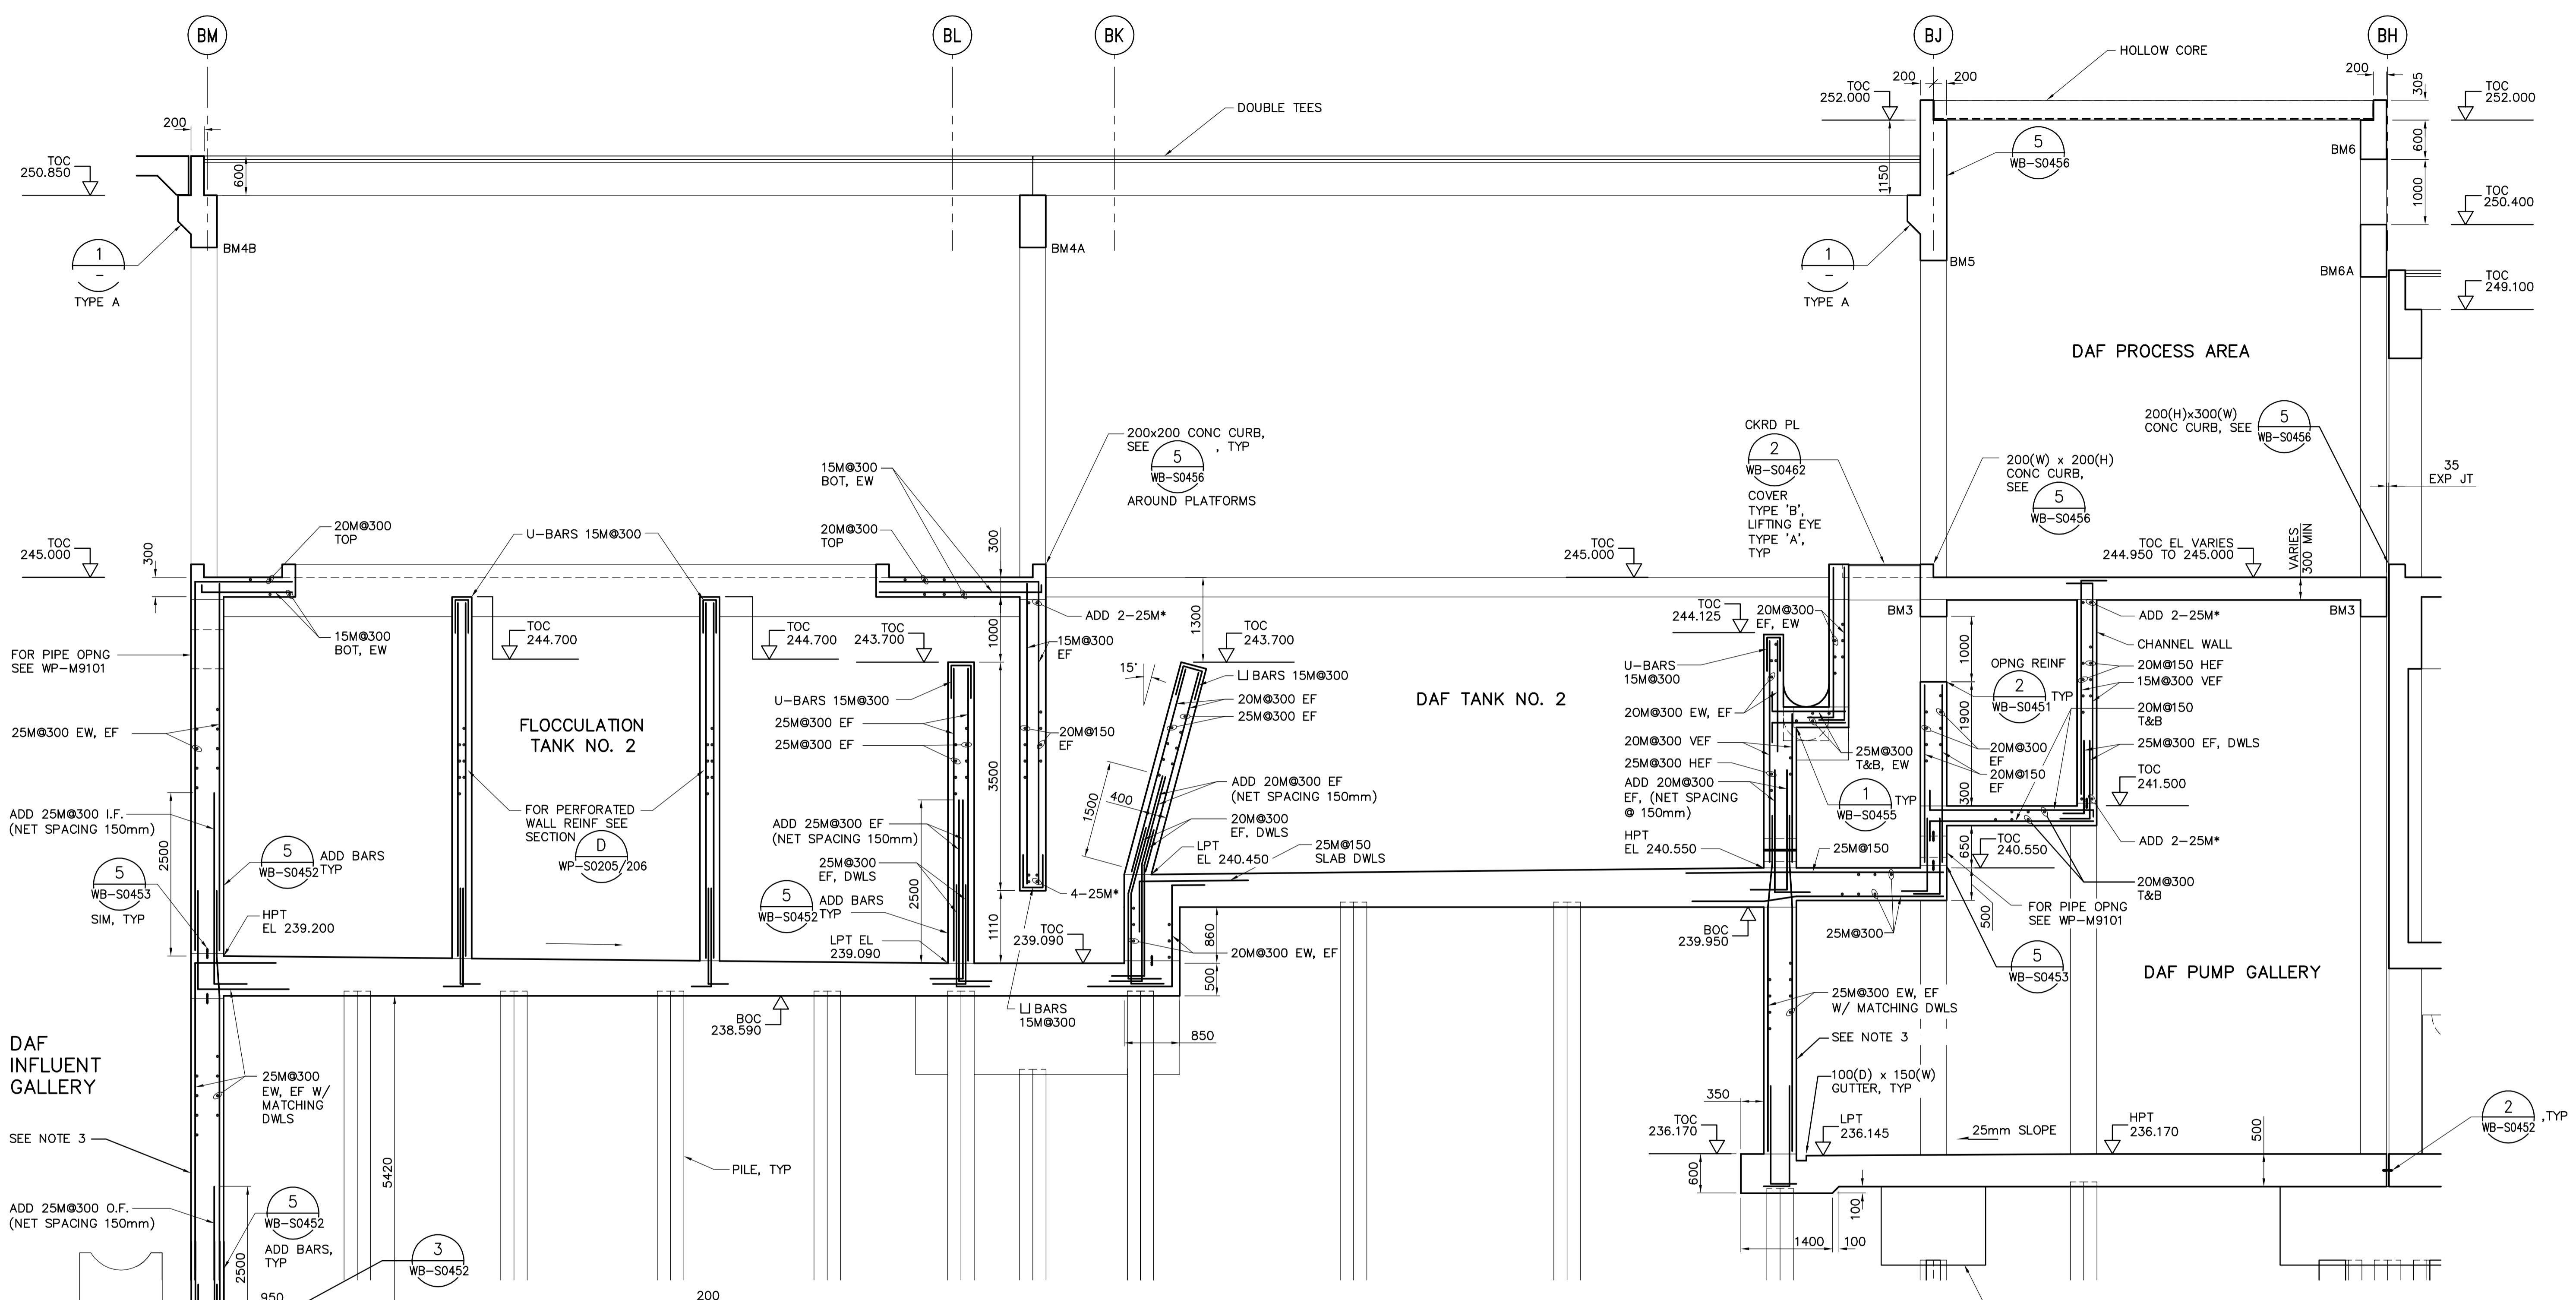 BM
BL
BK
BJ
BH
HOLLOW CORE
DOUBLE TEES
200
200
200
200
305
TOC
252.000
TOC
252.000
TOC
250.850
600
1150
BM6
600
1000
TOC
250.400
5
WB-S0456
BM4B
BM4A
BM5
BM6A
TOC
249.100
1
-
TYPE A
1
-
TYPE A
DAF PROCESS AREA
200x200 CONC CURB,
SEE
5
WB-S0456
, TYP
AROUND PLATFORMS
15M@300
BOT, EW
20M@300
TOP
CKRD PL
2
WB-S0462
COVER
TYPE 'B',
LIFTING EYE
TYPE 'A',
TYP
200(W) x 200(H)
CONC CURB,
SEE
5
WB-S0456
200(H)x300(W)
CONC CURB, SEE
5
WB-S0456
35
EXP JT
TOC
245.000
300
20M@300
TOP
U-BARS 15M@300
300
TOC
245.000
TOC EL VARIES
244.950 TO 245.000
VARIES
300 MIN
15M@300
BOT, EW
TOC
244.700
TOC
244.700
TOC
243.700
1000
ADD 2-25M*
15M@300
EF
1300
TOC
243.700
TOC
244.125
20M@300
EF, EW
BM3
BM3
ADD 2-25M*
CHANNEL WALL
20M@150 HEF
15M@300 VEF
20M@150
T&B
25M@300 EF, DWLS
FOR PIPE OPNG
SEE WP-M9101
25M@300 EW, EF
FLOCCULATION
TANK NO. 2
U-BARS 15M@300
25M@300 EF
25M@300 EF
3500
20M@150
EF
15°
⊔ BARS 15M@300
20M@300 EF
25M@300 EF
DAF TANK NO. 2
U-BARS
15M@300
20M@300 EW, EF
20M@300 VEF
25M@300 HEF
ADD 20M@300
EF, (NET SPACING
@ 150mm)
HPT
EL 240.550
25M@300
T&B, EW
1
WB-S0455
TYP
OPNG REINF
2
WB-S0451
TYP
1000
1900
300
20M@300
EF
20M@150
EF
TOC
241.500
ADD 2-25M*
ADD 25M@300 I.F.
(NET SPACING 150mm)
2500
5
WB-S0452
ADD BARS
TYP
5
WB-S0453
SIM, TYP
HPT
EL 239.200
FOR PERFORATED
WALL REINF SEE
SECTION
D
WP-S0205/206
ADD 25M@300 EF
(NET SPACING 150mm)
25M@300
EF, DWLS
5
WB-S0452
ADD BARS
TYP
2500
LPT EL
239.090
1110
TOC
239.090
4-25M*
1500
400
ADD 20M@300 EF
(NET SPACING 150mm)
20M@300
EF, DWLS
LPT
EL 240.450
25M@150
SLAB DWLS
25M@150
TOC
240.550
650
500
20M@300
T&B
FOR PIPE OPNG
SEE WP-M9101
25M@300
5
WB-S0453
BOC
239.950
860
500
20M@300 EW, EF
BOC
238.590
⊔ BARS
15M@300
850
DAF PUMP GALLERY
25M@300 EW, EF
W/ MATCHING DWLS
SEE NOTE 3
100(D) x 150(W)
GUTTER, TYP
DAF
INFLUENT
GALLERY
25M@300
EW, EF W/
MATCHING
DWLS
SEE NOTE 3
5420
PILE, TYP
350
TOC
236.170
600
LPT
236.145
25mm SLOPE
HPT
236.170
500
2
WB-S0452
,TYP
100
1400
100
ADD 25M@300 O.F.
(NET SPACING 150mm)
2500
5
WB-S0452
ADD BARS,
TYP
3
WB-S0452
950
200